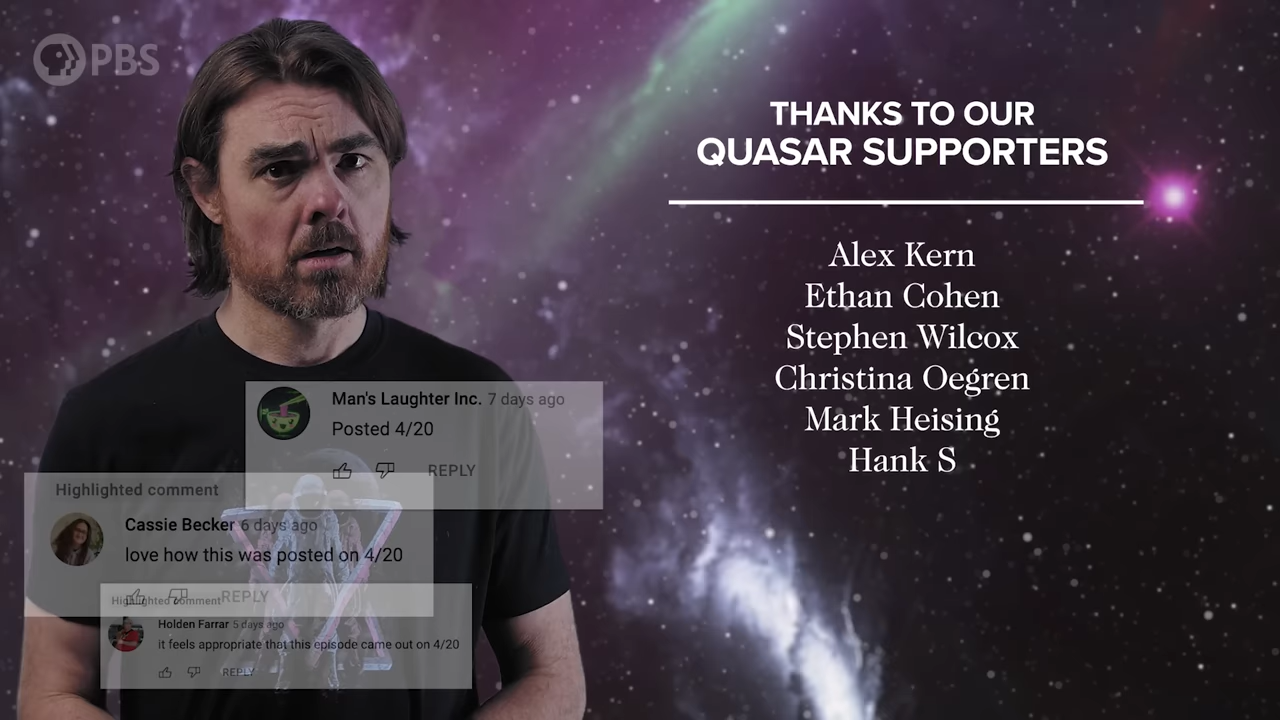 PBS
THANKS TO OUR
QUASAR SUPPORTERS
Alex Kern
Ethan Cohen
Stephen Wilcox
Christina Oegren
Mark Heising
Hank S
Man's Laughter Inc. 7 days ago
Posted 4/20
REPLY
Highlighted comment
Cassie Becker 6 days ago
love how this was posted on 4/20
REPLY
Highlighted comment
Holden Farrar 5 days ago
it feels appropriate that this episode came out on 4/20
REPLY